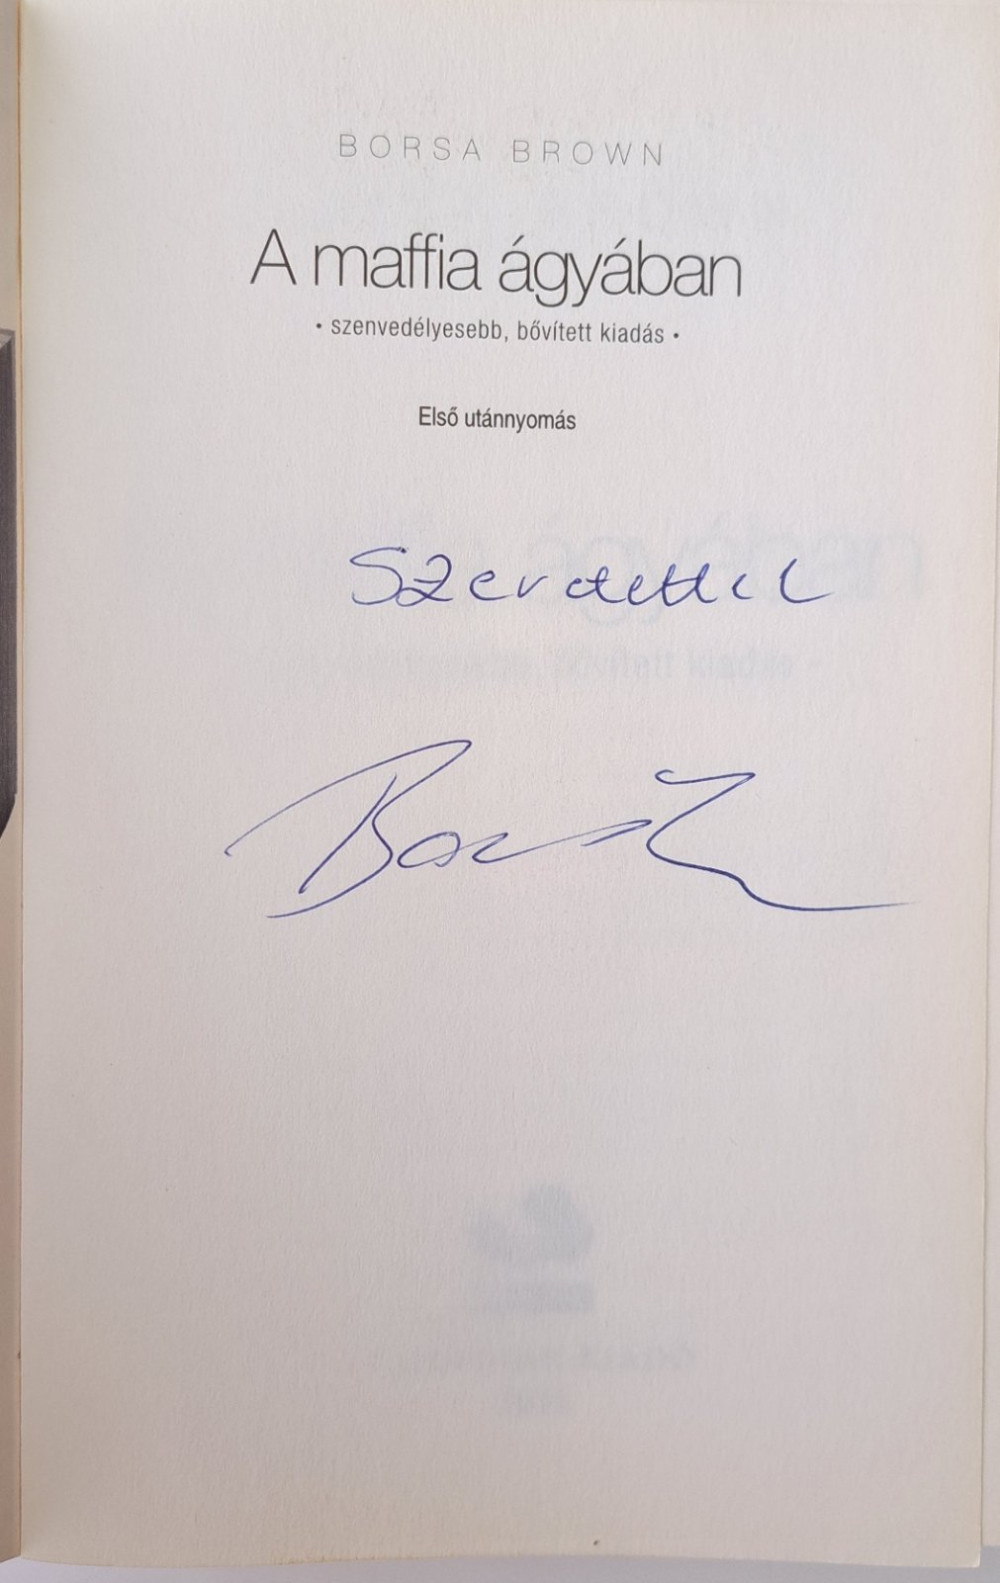 BORSA BROWN
A maffia ágyában
• szenvedélyesebb, bővített kiadás •
Első utánnyomás
Szeretettel